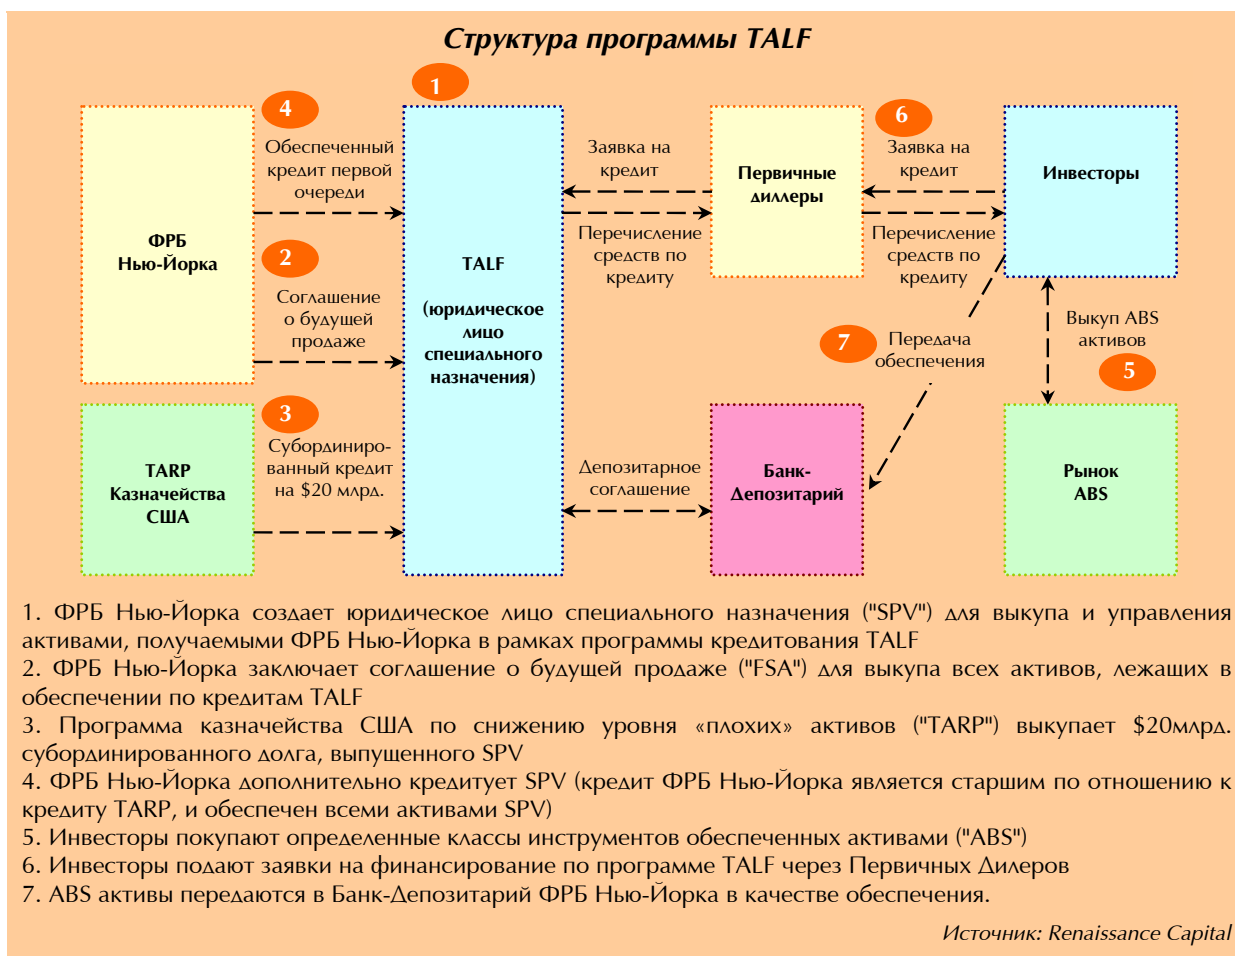 Структура программы TALF
1
4
6
Обеспеченный
кредит первой
очереди
Заявка на
кредит
Заявка на
кредит
Первичные
диллеры
Инвесторы
ФРБ
Нью-Йорка
2
TALF
(юридическое
лицо
специального
назначения)
Перечисление
средств по
кредиту
Перечисление
средств по
кредиту
Соглашение
о будущей
продаже
7
Передача
обеспечения
Выкуп ABS
активов
5
3
Субординиро-
ванный кредит
на $20 млрд.
TARP
Казначейства
США
Депозитарное
соглашение
Банк-
Депозитарий
Рынок
ABS
1. ФРБ Нью-Йорка создает юридическое лицо специального назначения ("SPV") для выкупа и управления
активами, получаемыми ФРБ Нью-Йорка в рамках программы кредитования TALF
2. ФРБ Нью-Йорка заключает соглашение о будущей продаже ("FSA") для выкупа всех активов, лежащих в
обеспечении по кредитам TALF
3. Программа казначейства США по снижению уровня «плохих» активов ("TARP") выкупает $20млрд.
субординированного долга, выпущенного SPV
4. ФРБ Нью-Йорка дополнительно кредитует SPV (кредит ФРБ Нью-Йорка является старшим по отношению к
кредиту TARP, и обеспечен всеми активами SPV)
5. Инвесторы покупают определенные классы инструментов обеспеченных активами ("ABS")
6. Инвесторы подают заявки на финансирование по программе TALF через Первичных Дилеров
7. ABS активы передаются в Банк-Депозитарий ФРБ Нью-Йорка в качестве обеспечения.
Источник: Renaissance Capital